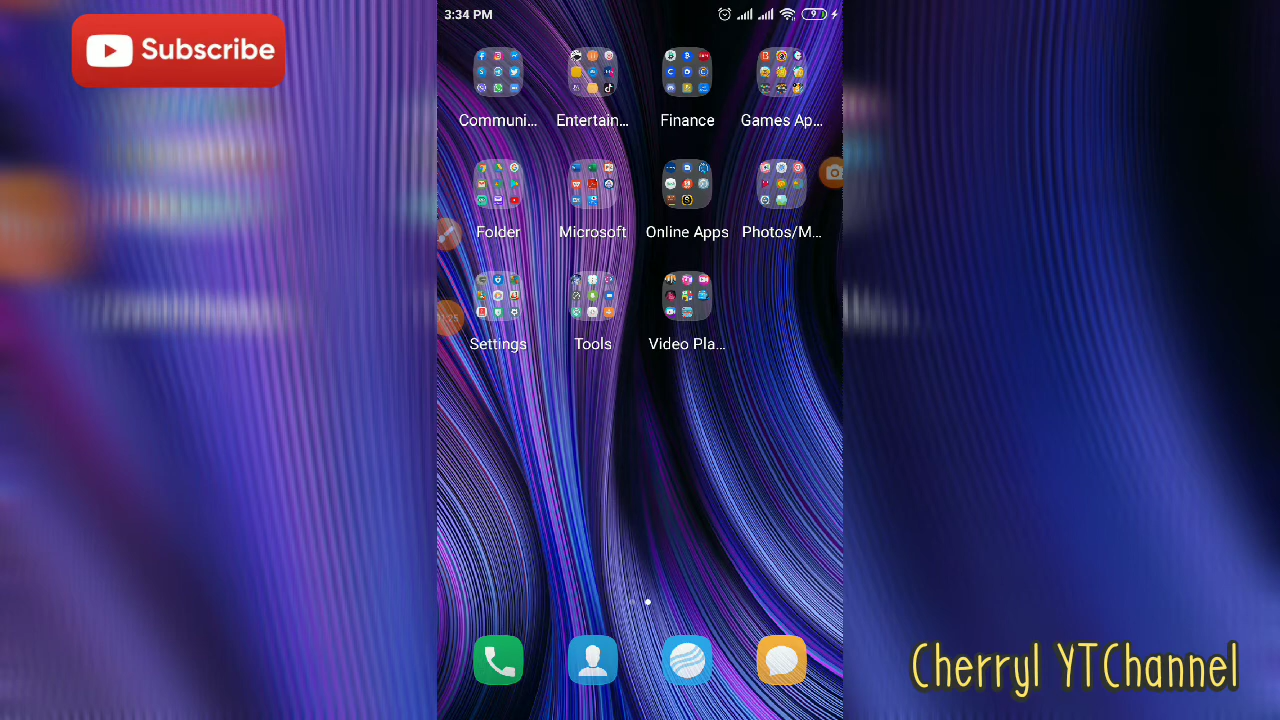 Subscribe
3:34 PM
9
Communi...
Entertain...
Finance
Games Ap...
Folder
Microsoft
Online Apps
Photos/M...
Settings
Tools
Video Pla...
Cherryl YTChannel